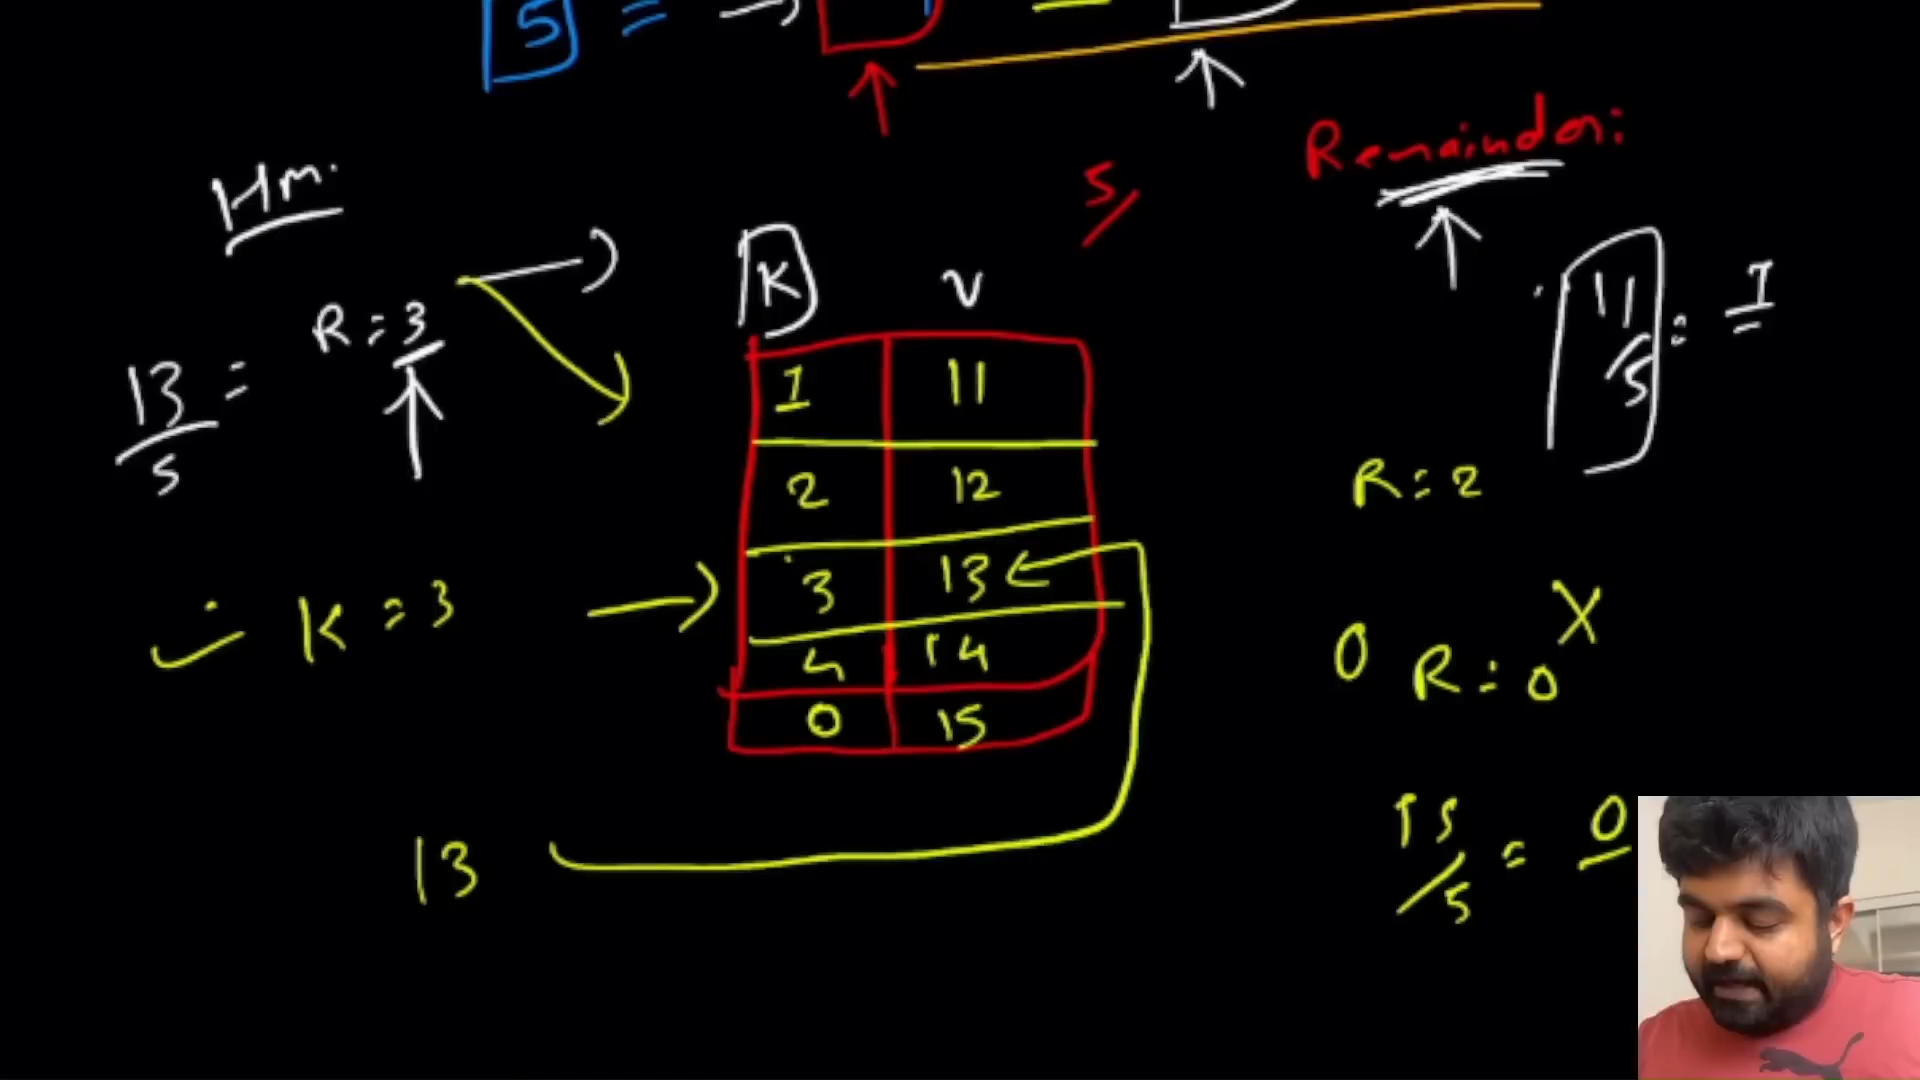 5 =
Remainder:
Hm.
5/
K V
11/5 = 1
R = 3
13/5 =
1 11
2 12
R = 2
3 13
K = 3
4 14
0 R = 0 X
0 15
15/5 = 0
13